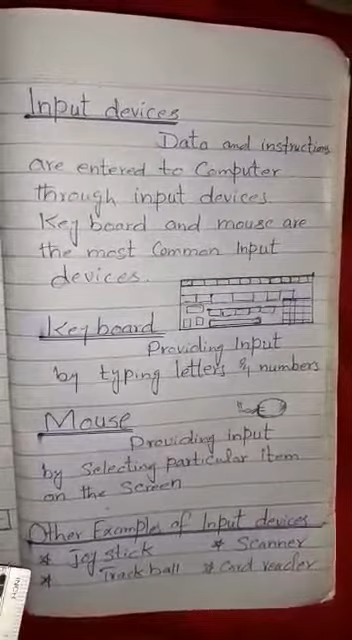 Input devices
Data and instructions
are entered to Computer
through input devices.
Key board and mouse are
the most Common Input
devices.
Keyboard
Providing Input
by typing letters & numbers
Mouse
Providing Input
by Selecting particular Item
on the Screen
Other Examples of Input devices
* Joy stick * Scanner
* Track ball * Card reader
INCH